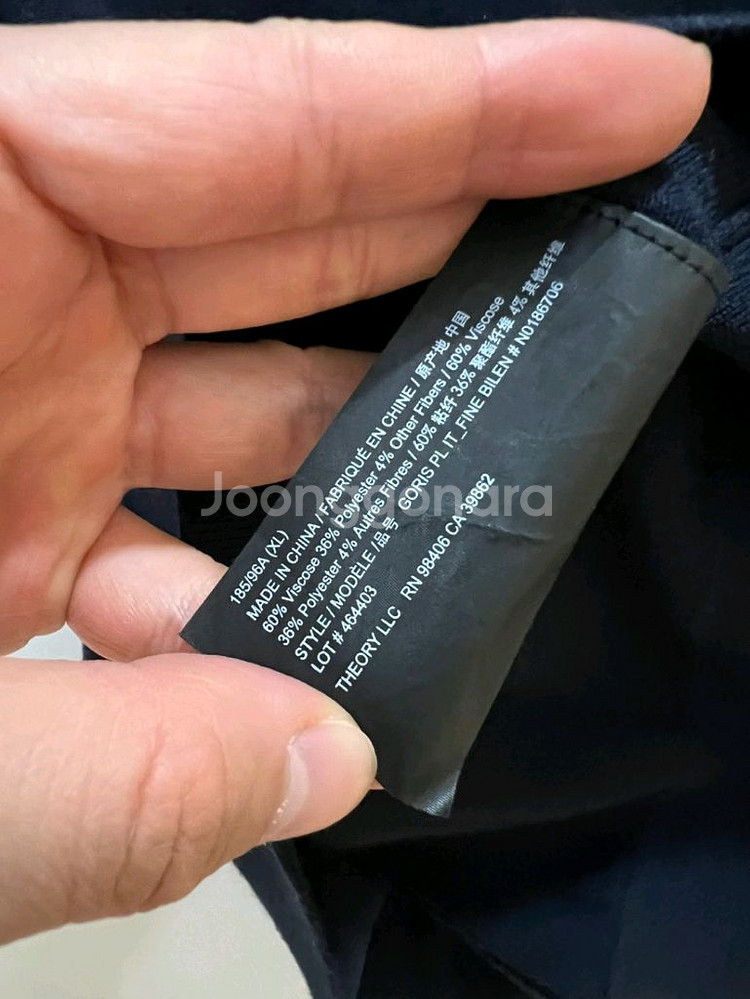 185/96A (XL)
MADE IN CHINA / FABRIQUÉ EN CHINE / 原产地 中国
60% Viscose 36% Polyester 4% Other Fibers / 60% Viscose
36% Polyester 4% Autres Fibres / 60% 粘纤 36% 聚酯纤维 4% 其他纤维
STYLE / MODÈLE / 品号 GORIS PL IT_FINE BILEN # N0186706
LOT # 464403
THEORY LLC RN 98406 CA 39862
Joonggonara